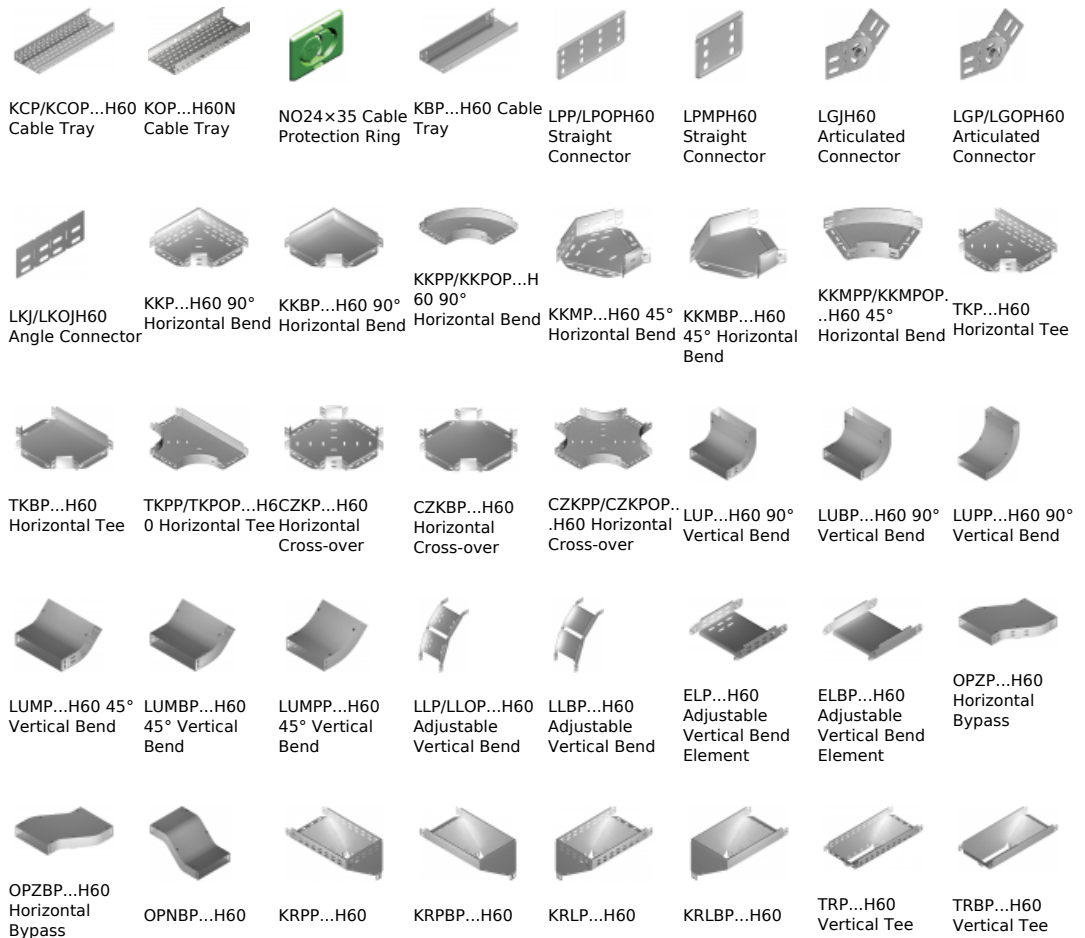 KCP/KCOP...H60
Cable Tray
KOP...H60N
Cable Tray
NO24×35 Cable
Protection Ring
KBP...H60 Cable
Tray
LPP/LPOPH60
Straight
Connector
LPMPH60
Straight
Connector
LGJH60
Articulated
Connector
LGP/LGOPH60
Articulated
Connector
LKJ/LKOJH60
Angle Connector
KKP...H60 90°
Horizontal Bend
KKBP...H60 90°
Horizontal Bend
KKPP/KKPOP...H
60 90°
Horizontal Bend
KKMP...H60 45°
Horizontal Bend
KKMBP...H60
45° Horizontal
Bend
KKMPP/KKMPOP.
..H60 45°
Horizontal Bend
TKP...H60
Horizontal Tee
TKBP...H60
Horizontal Tee
TKPP/TKPOP...H6
0 Horizontal Tee
CZKP...H60
Horizontal
Cross-over
CZKBP...H60
Horizontal
Cross-over
CZKPP/CZKPOP..
.H60 Horizontal
Cross-over
LUP...H60 90°
Vertical Bend
LUBP...H60 90°
Vertical Bend
LUPP...H60 90°
Vertical Bend
LUMP...H60 45°
Vertical Bend
LUMBP...H60
45° Vertical
Bend
LUMPP...H60
45° Vertical
Bend
LLP/LLOP...H60
Adjustable
Vertical Bend
LLBP...H60
Adjustable
Vertical Bend
ELP...H60
Adjustable
Vertical Bend
Element
ELBP...H60
Adjustable
Vertical Bend
Element
OPZP...H60
Horizontal
Bypass
OPZBP...H60
Horizontal
Bypass
OPNBP...H60
KRPP...H60
KRPBP...H60
KRLP...H60
KRLBP...H60
TRP...H60
Vertical Tee
TRBP...H60
Vertical Tee